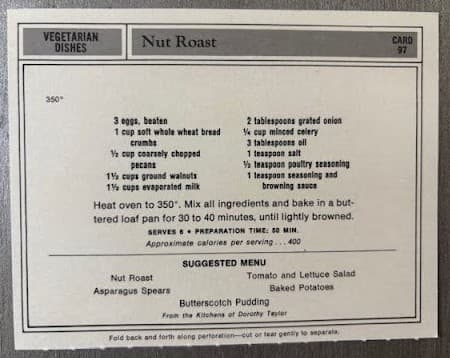 VEGETARIAN
DISHES
Nut Roast
CARD
97
350°
3 eggs, beaten
1 cup soft whole wheat bread
crumbs
½ cup coarsely chopped
pecans
1½ cups ground walnuts
1½ cups evaporated milk
2 tablespoons grated onion
¼ cup minced celery
3 tablespoons oil
1 teaspoon salt
½ teaspoon poultry seasoning
1 teaspoon seasoning and
browning sauce
Heat oven to 350°. Mix all ingredients and bake in a but-
tered loaf pan for 30 to 40 minutes, until lightly browned.
SERVES 6 • PREPARATION TIME: 50 MIN.
Approximate calories per serving . . . 400
SUGGESTED MENU
Nut Roast
Tomato and Lettuce Salad
Asparagus Spears
Baked Potatoes
Butterscotch Pudding
From the Kitchens of Dorothy Taylor
Fold back and forth along perforation—cut or tear gently to separate.